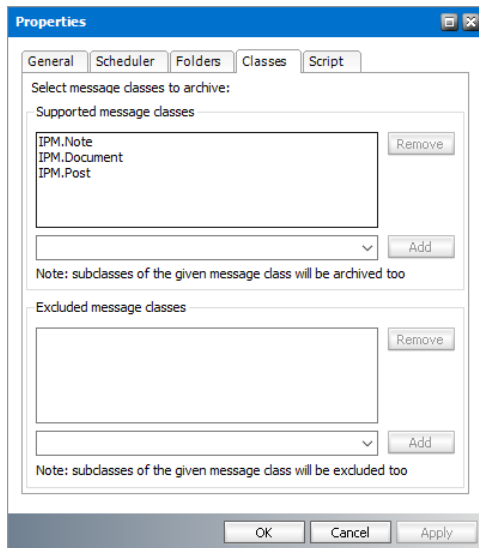 Properties
General Scheduler Folders Classes Script
Select message classes to archive:
Supported message classes
IPM.Note
IPM.Document
IPM.Post
Remove
Add
Note: subclasses of the given message class will be archived too
Excluded message classes
Remove
Add
Note: subclasses of the given message class will be excluded too
OK Cancel Apply